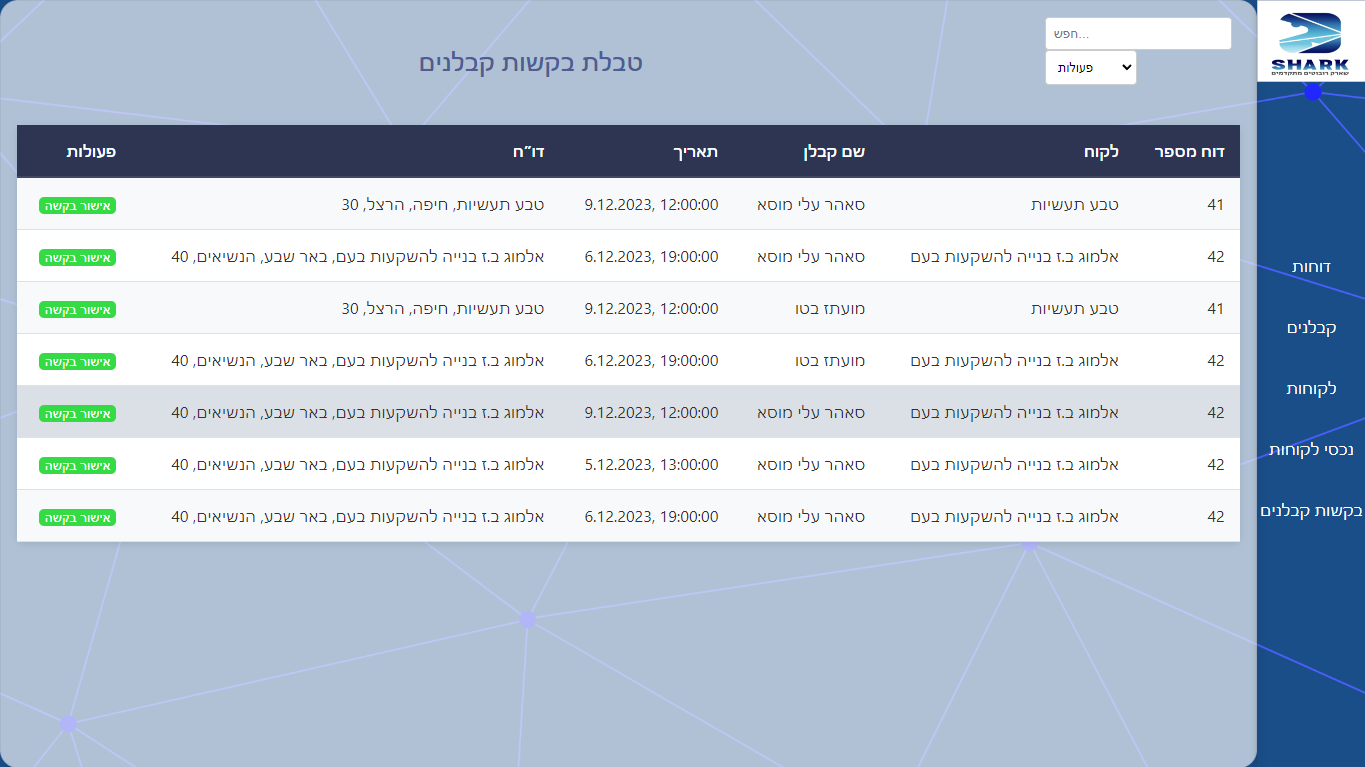 SHARK
שארק רובוטים מתקדמים
חפש...
פעולות
טבלת בקשות קבלנים
דוח מספר לקוח שם קבלן תאריך דו״ח פעולות
41 טבע תעשיות סאהר עלי מוסא 9.12.2023, 12:00:00 טבע תעשיות, חיפה, הרצל, 30 אישור בקשה
42 אלמוג ב.ז בנייה להשקעות בעם סאהר עלי מוסא 6.12.2023, 19:00:00 אלמוג ב.ז בנייה להשקעות בעם, באר שבע, הנשיאים, 40 אישור בקשה
41 טבע תעשיות מועתז בטו 9.12.2023, 12:00:00 טבע תעשיות, חיפה, הרצל, 30 אישור בקשה
42 אלמוג ב.ז בנייה להשקעות בעם מועתז בטו 6.12.2023, 19:00:00 אלמוג ב.ז בנייה להשקעות בעם, באר שבע, הנשיאים, 40 אישור בקשה
42 אלמוג ב.ז בנייה להשקעות בעם סאהר עלי מוסא 9.12.2023, 12:00:00 אלמוג ב.ז בנייה להשקעות בעם, באר שבע, הנשיאים, 40 אישור בקשה
42 אלמוג ב.ז בנייה להשקעות בעם סאהר עלי מוסא 5.12.2023, 13:00:00 אלמוג ב.ז בנייה להשקעות בעם, באר שבע, הנשיאים, 40 אישור בקשה
42 אלמוג ב.ז בנייה להשקעות בעם סאהר עלי מוסא 6.12.2023, 19:00:00 אלמוג ב.ז בנייה להשקעות בעם, באר שבע, הנשיאים, 40 אישור בקשה
דוחות
קבלנים
לקוחות
נכסי לקוחות
בקשות קבלנים